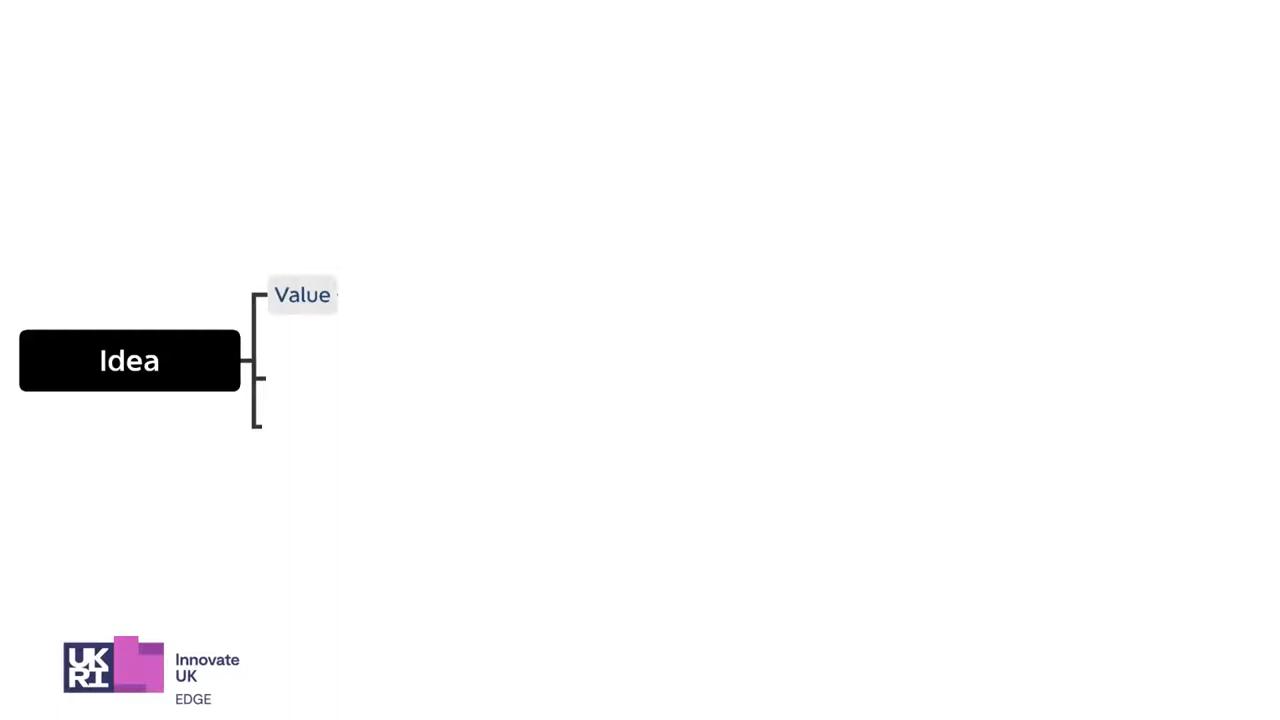 Value
Idea
UK
RI
Innovate
UK
EDGE